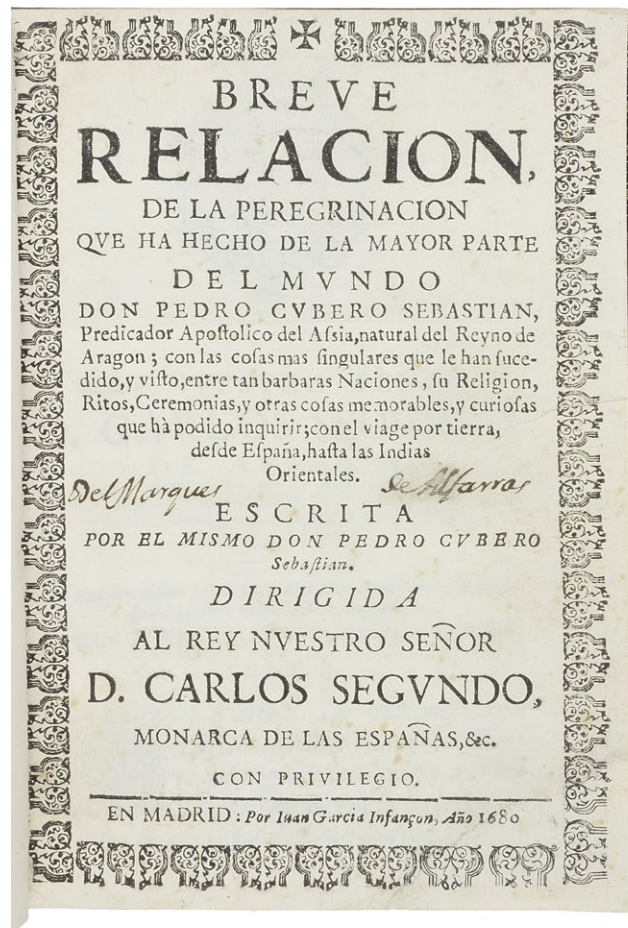 BREVE
RELACION,
DE LA PEREGRINACION
QVE HA HECHO DE LA MAYOR PARTE
DEL MVNDO
DON PEDRO CVBERO SEBASTIAN,
Predicador Apoſtolico del Aſsia,natural del Reyno de
Aragon ; con las coſas mas ſingulares que le han ſuce-
dido,y viſto,entre tan barbaras Naciones, ſu Religion,
Ritos,Ceremonias,y otras coſas memorables,y curioſas
que hà podido inquirir;con el viage por tierra,
deſde Eſpaña,haſta las Indias
Orientales.
Del Marques de Alfarras
ESCRITA
POR EL MISMO DON PEDRO CVBERO
Sebaſtian.
DIRIGIDA
AL REY NVESTRO SEÑOR
D. CARLOS SEGVNDO,
MONARCA DE LAS ESPAÑAS,&c.
CON PRIVILEGIO.
EN MADRID : Por Iuan Garcia Infançon, Año 1680